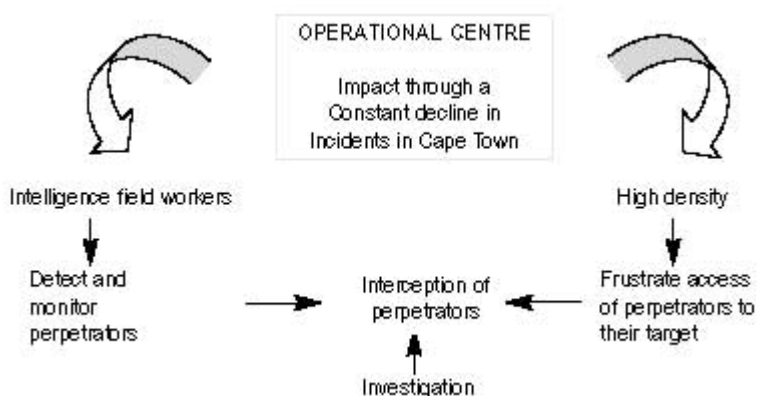 OPERATIONAL CENTRE
Impact through a
Constant decline in
Incidents in Cape Town
Intelligence field workers
High density
Detect and
monitor
perpetrators
Interception of
perpetrators
Frustrate access
of perpetrators to
their target
Investigation